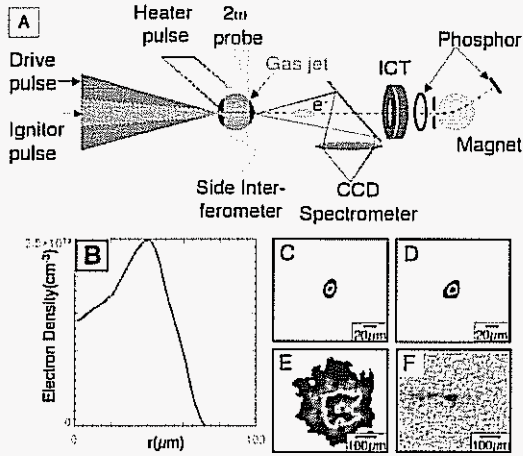 A
Heater
pulse
2ω
probe
Gas jet
ICT
Phosphor
Drive
pulse
Ignitor
pulse
e⁻
Magnet
Side Inter-
ferometer
CCD
Spectrometer
B
Electron Density(cm⁻³)
0
0
100
r(μm)
C
20μm
D
20μm
E
100μm
F
100μm